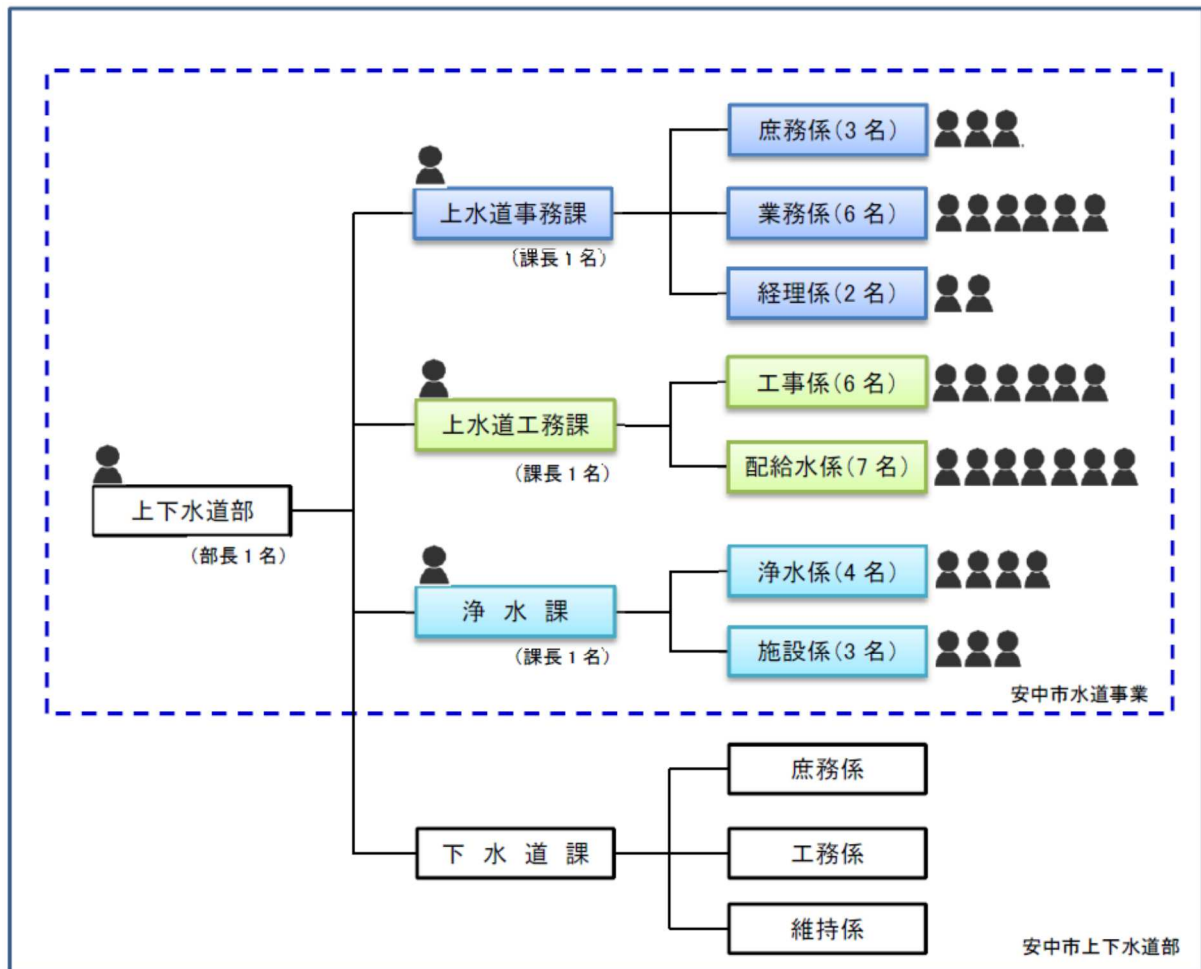 庶務係(3名)
上水道事務課
(課長1名)
業務係(6名)
経理係(2名)
工事係(6名)
上水道工務課
(課長1名)
配給水係(7名)
上下水道部
(部長1名)
浄水係(4名)
浄水課
(課長1名)
施設係(3名)
安中市水道事業
庶務係
下水道課
工務係
維持係
安中市上下水道部